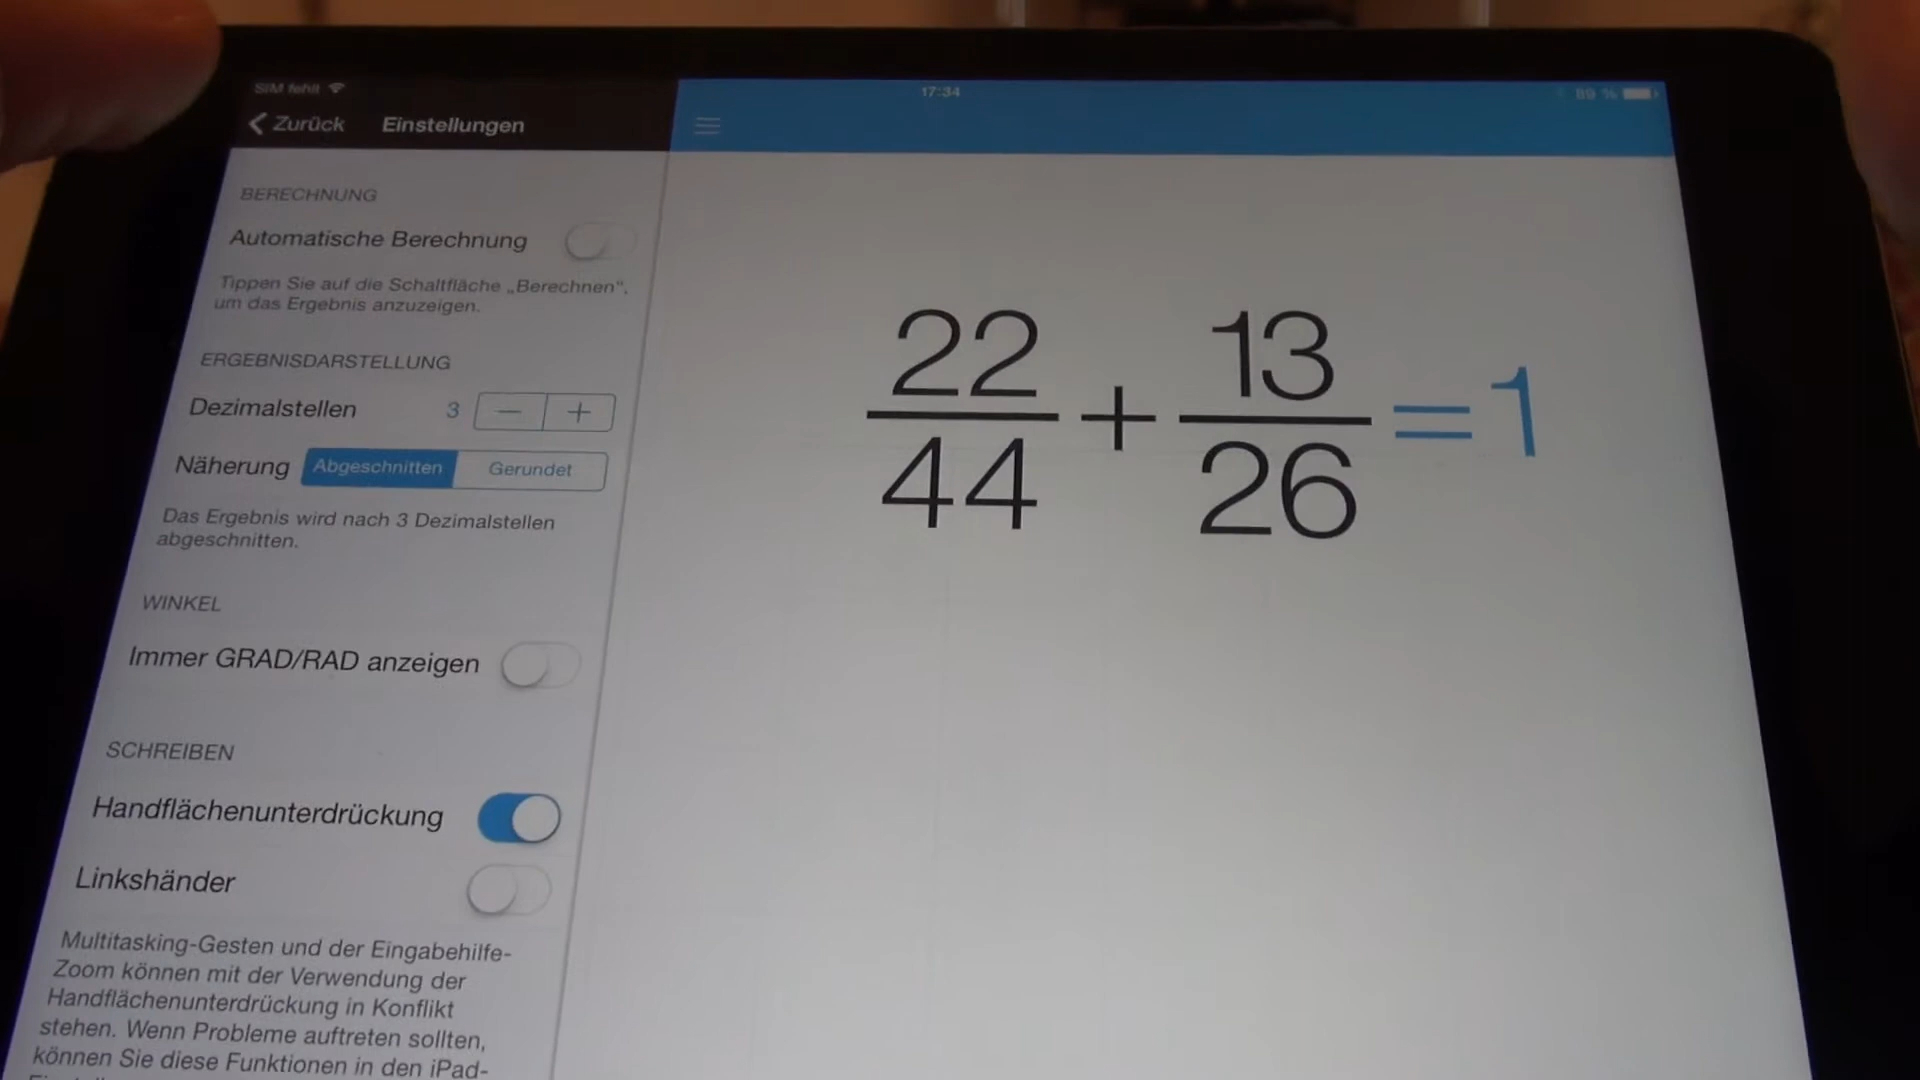 SIM fehlt
17:34
89 %
Zurück Einstellungen
BERECHNUNG
Automatische Berechnung
Tippen Sie auf die Schaltfläche „Berechnen“,
um das Ergebnis anzuzeigen.
ERGEBNISDARSTELLUNG
Dezimalstellen 3 − +
Näherung Abgeschnitten Gerundet
Das Ergebnis wird nach 3 Dezimalstellen
abgeschnitten.
WINKEL
Immer GRAD/RAD anzeigen
SCHREIBEN
Handflächenunterdrückung
Linkshänder
Multitasking-Gesten und der Eingabehilfe-
Zoom können mit der Verwendung der
Handflächenunterdrückung in Konflikt
stehen. Wenn Probleme auftreten sollten,
können Sie diese Funktionen in den iPad-
22 13
+ =1
44 26